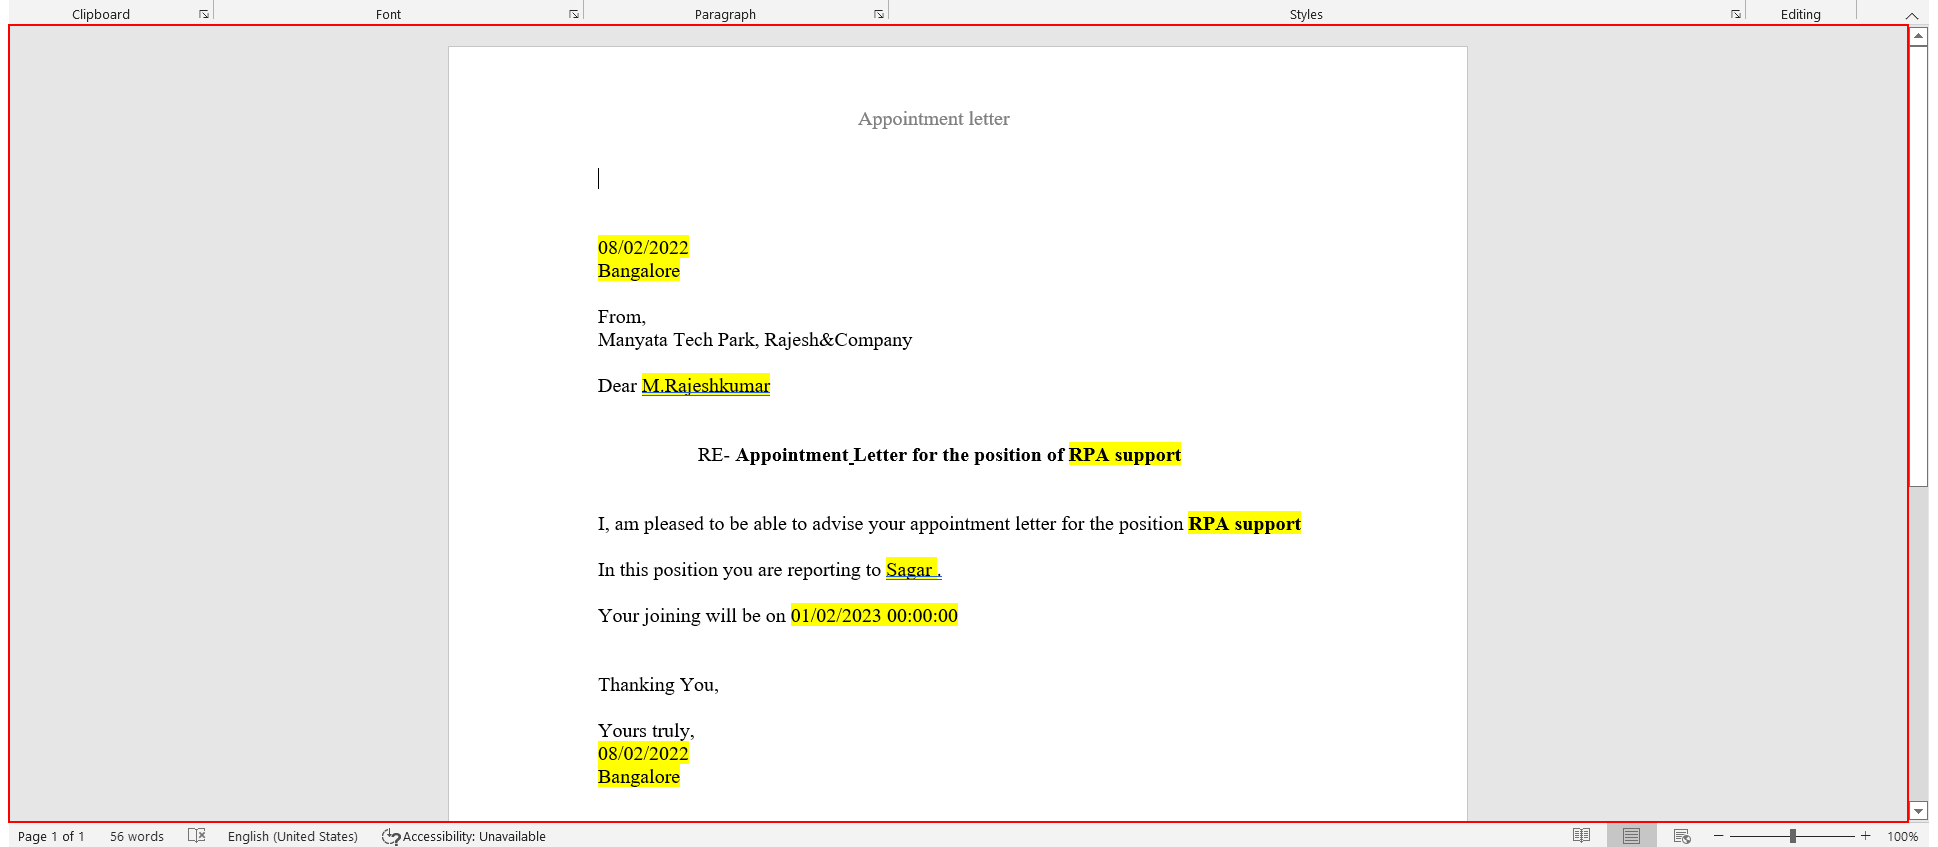 Clipboard Font Paragraph Styles Editing
Appointment letter
08/02/2022
Bangalore
From,
Manyata Tech Park, Rajesh&Company
Dear M.Rajeshkumar
RE- Appointment Letter for the position of RPA support
I, am pleased to be able to advise your appointment letter for the position RPA support
In this position you are reporting to Sagar .
Your joining will be on 01/02/2023 00:00:00
Thanking You,
Yours truly,
08/02/2022
Bangalore
Page 1 of 1 56 words English (United States) Accessibility: Unavailable 100%